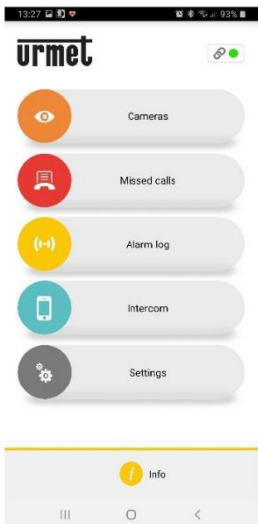 13:27 93%
urmet
Cameras
Missed calls
Alarm log
Intercom
Settings
i Info